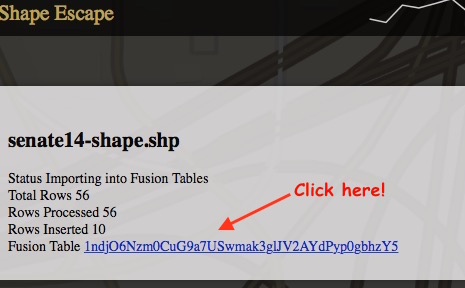 Shape Escape
senate14-shape.shp
Status Importing into Fusion Tables
Total Rows 56
Rows Processed 56
Rows Inserted 10
Click here!
Fusion Table 1ndjO6Nzm0CuG9a7USwmak3glJV2AYdPyp0gbhzY5